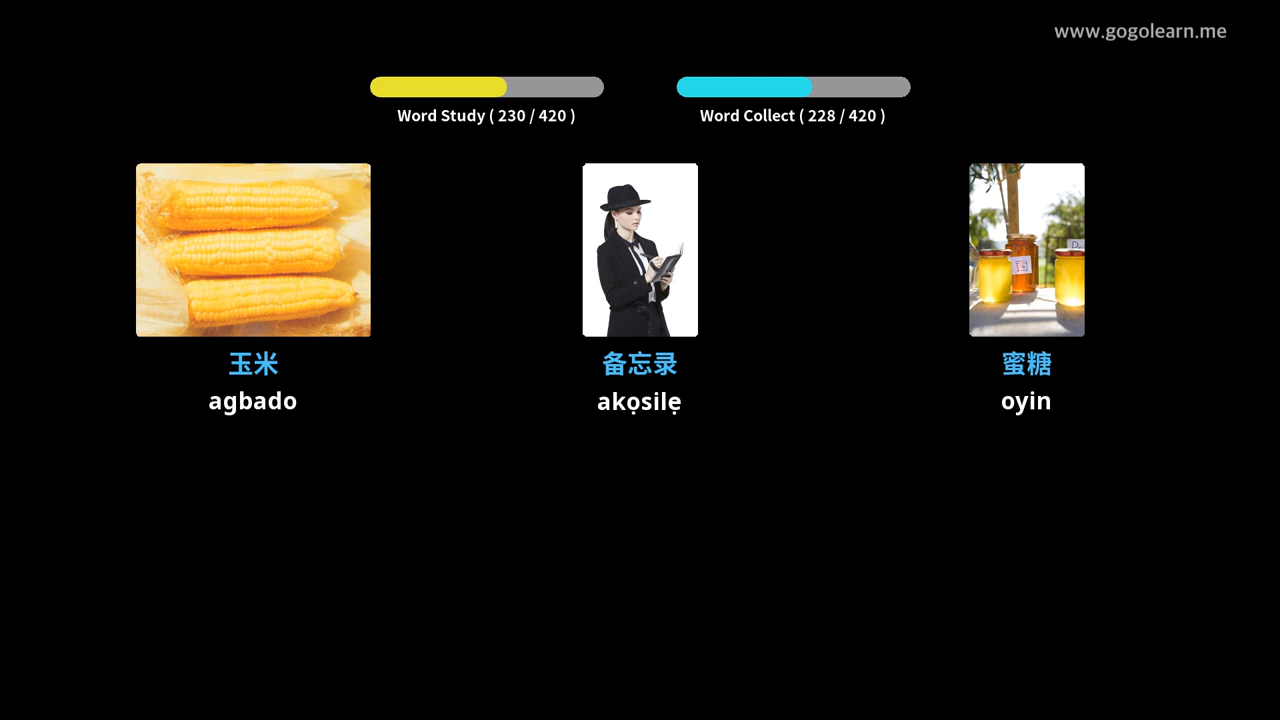 www.gogolearn.me
Word Study ( 230 / 420 )
Word Collect ( 228 / 420 )
玉米
备忘录
蜜糖
agbado
akọsilẹ
oyin